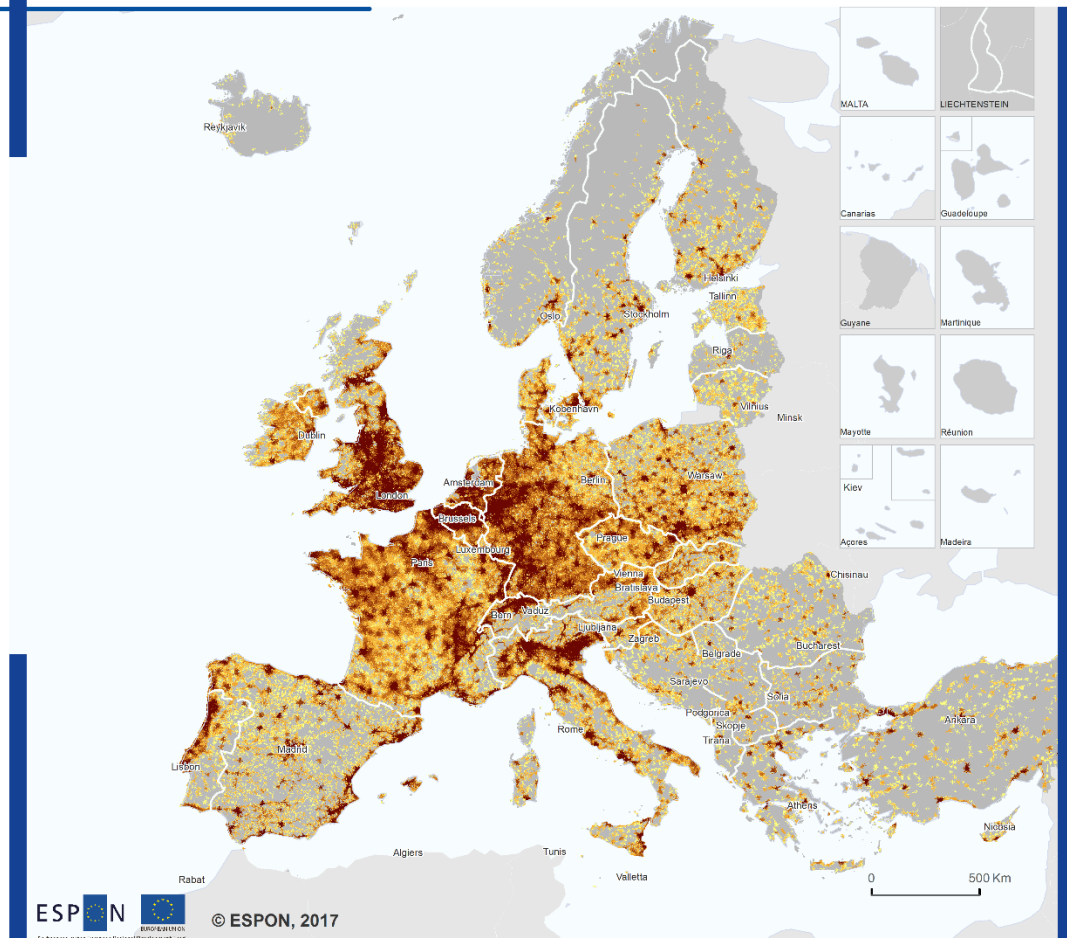 MALTA
LIECHTENSTEIN
Reykjavik
Canarias
Guadeloupe
Guyane
Martinique
Mayotte
Réunion
Kiev
Açores
Madeira
Helsinki
Tallinn
Oslo
Stockholm
Riga
København
Vilnius
Minsk
Dublin
Amsterdam
Berlin
Warsaw
London
Brussels
Prague
Luxembourg
Paris
Vienna
Bratislava
Chisinau
Budapest
Bern
Vaduz
Ljubljana
Zagreb
Belgrade
Bucharest
Sarajevo
Sofia
Podgorica
Skopje
Ankara
Rome
Tirana
Madrid
Lisbon
Athens
Nicosia
Algiers
Tunis
Rabat
Valletta
0
500 Km
ESPON
EUROPEAN UNION
© ESPON, 2017